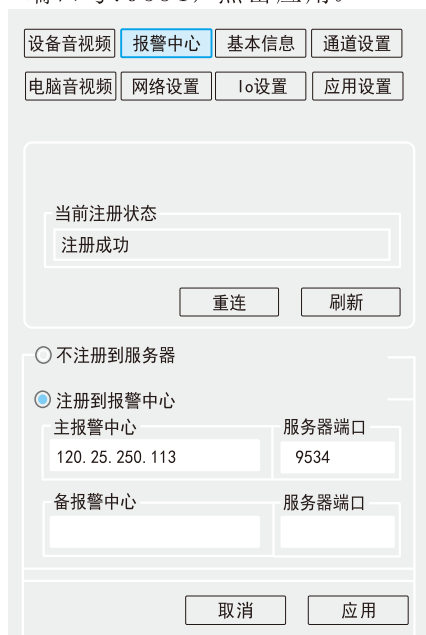 设备音视频 报警中心 基本信息 通道设置
电脑音视频 网络设置 Io设置 应用设置
当前注册状态
注册成功
重连 刷新
不注册到服务器
注册到报警中心
主报警中心 服务器端口
120.25.250.113 9534
备报警中心 服务器端口
取消 应用